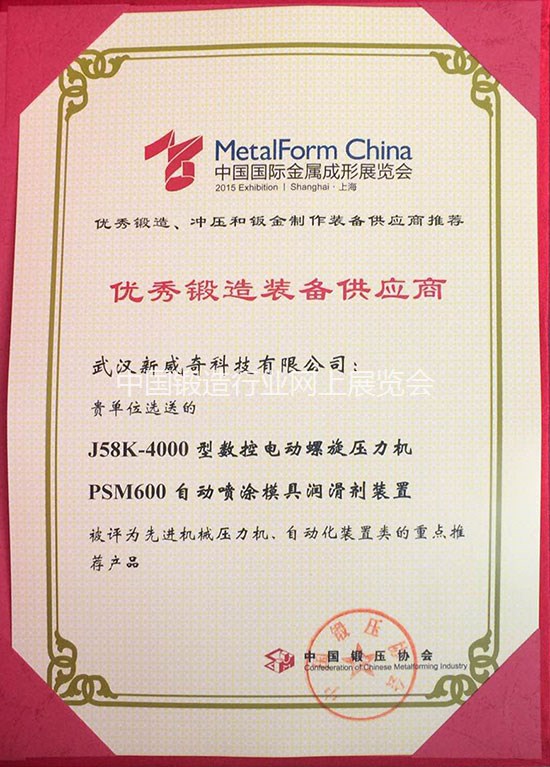 MetalForm China
中国国际金属成形展览会
2015 Exhibition | Shanghai · 上海
优秀锻造、冲压和钣金制作装备供应商推荐
优秀锻造装备供应商
武汉新威奇科技有限公司：
中国锻造行业网上展览会
贵单位选送的
J58K-4000 型数控电动螺旋压力机
PSM600 自动喷涂模具润滑剂装置
被评为先进机械压力机、自动化装置类的重点推
荐产品
中国锻压协会
Confederation of Chinese Metalforming Industry
中国锻压协会